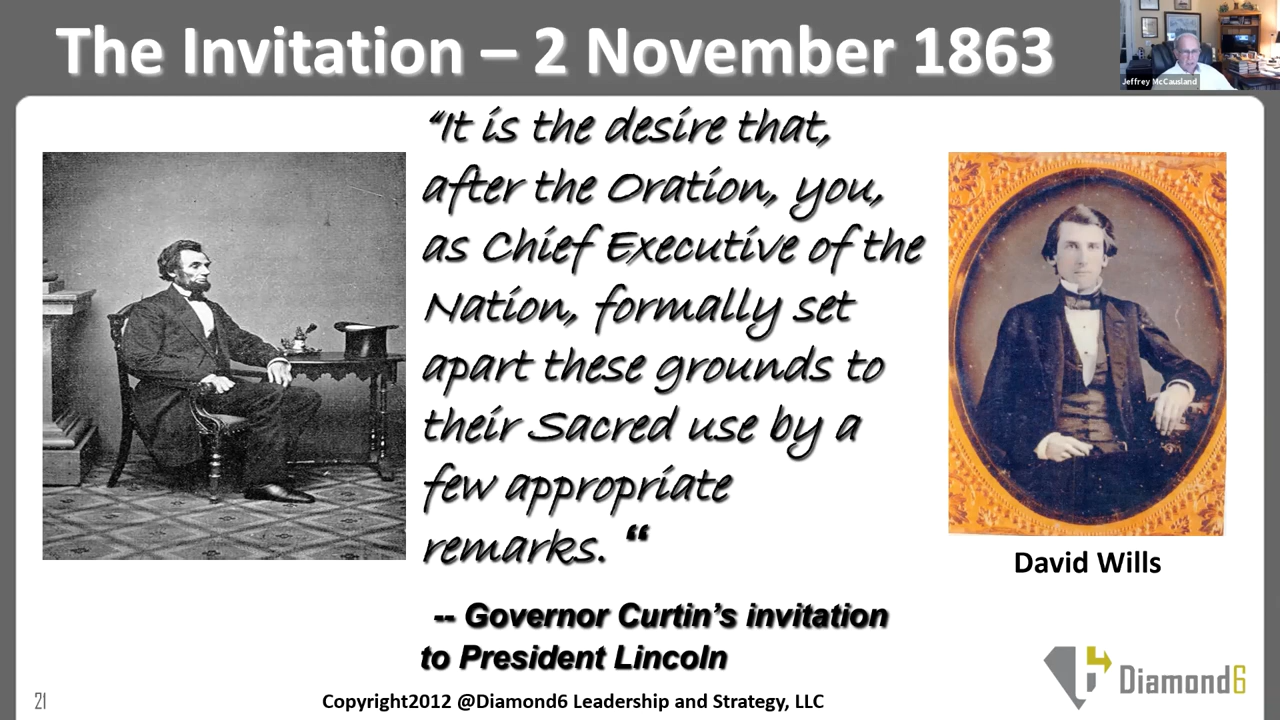 The Invitation – 2 November 1863
Jeffrey McCausland
“It is the desire that,
after the Oration, you,
as Chief Executive of the
Nation, formally set
apart these grounds to
their Sacred use by a
few appropriate
remarks. “
-- Governor Curtin’s invitation
to President Lincoln
David Wills
Diamond6
21
Copyright2012 @Diamond6 Leadership and Strategy, LLC